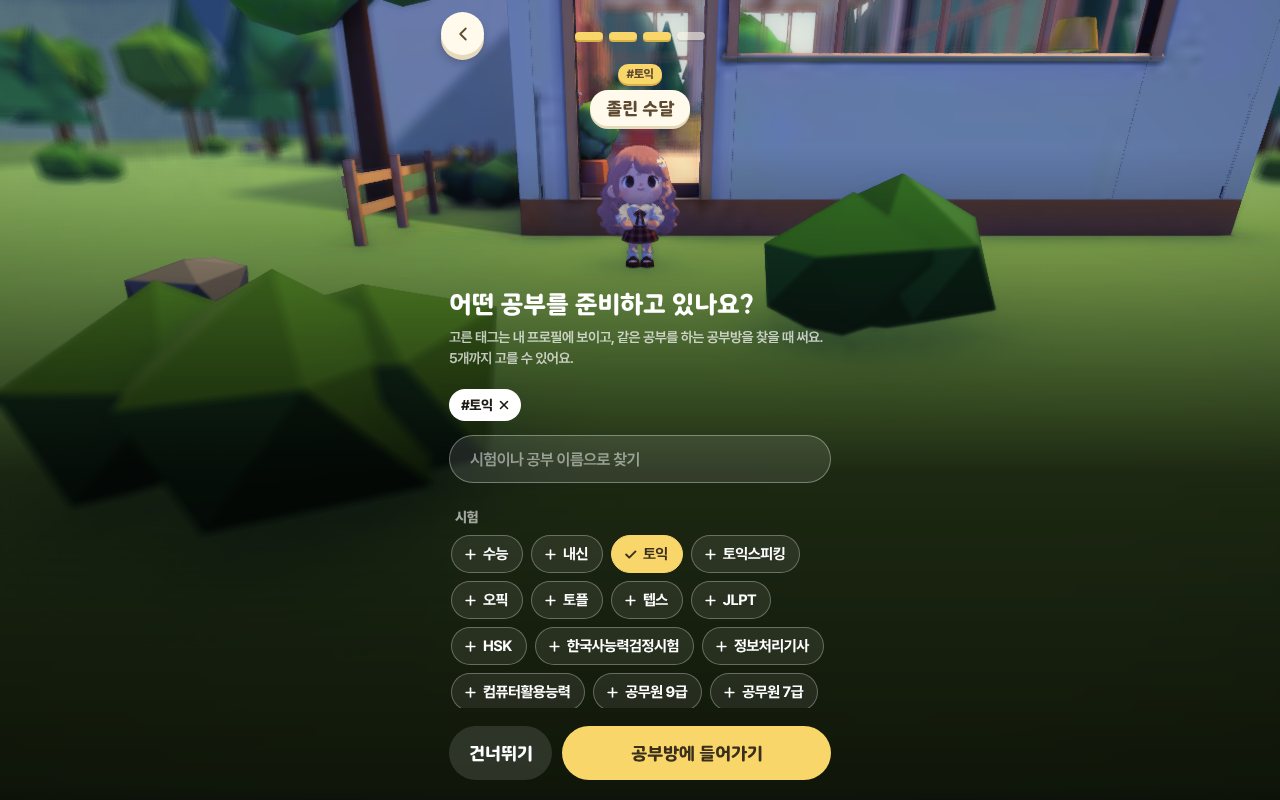 #토익
졸린 수달
어떤 공부를 준비하고 있나요?
고른 태그는 내 프로필에 보이고, 같은 공부를 하는 공부방을 찾을 때 써요.
5개까지 고를 수 있어요.
#토익 ×
시험이나 공부 이름으로 찾기
시험
+ 수능 + 내신 ✓ 토익 + 토익스피킹
+ 오픽 + 토플 + 텝스 + JLPT
+ HSK + 한국사능력검정시험 + 정보처리기사
+ 컴퓨터활용능력 + 공무원 9급 + 공무원 7급
건너뛰기 공부방에 들어가기